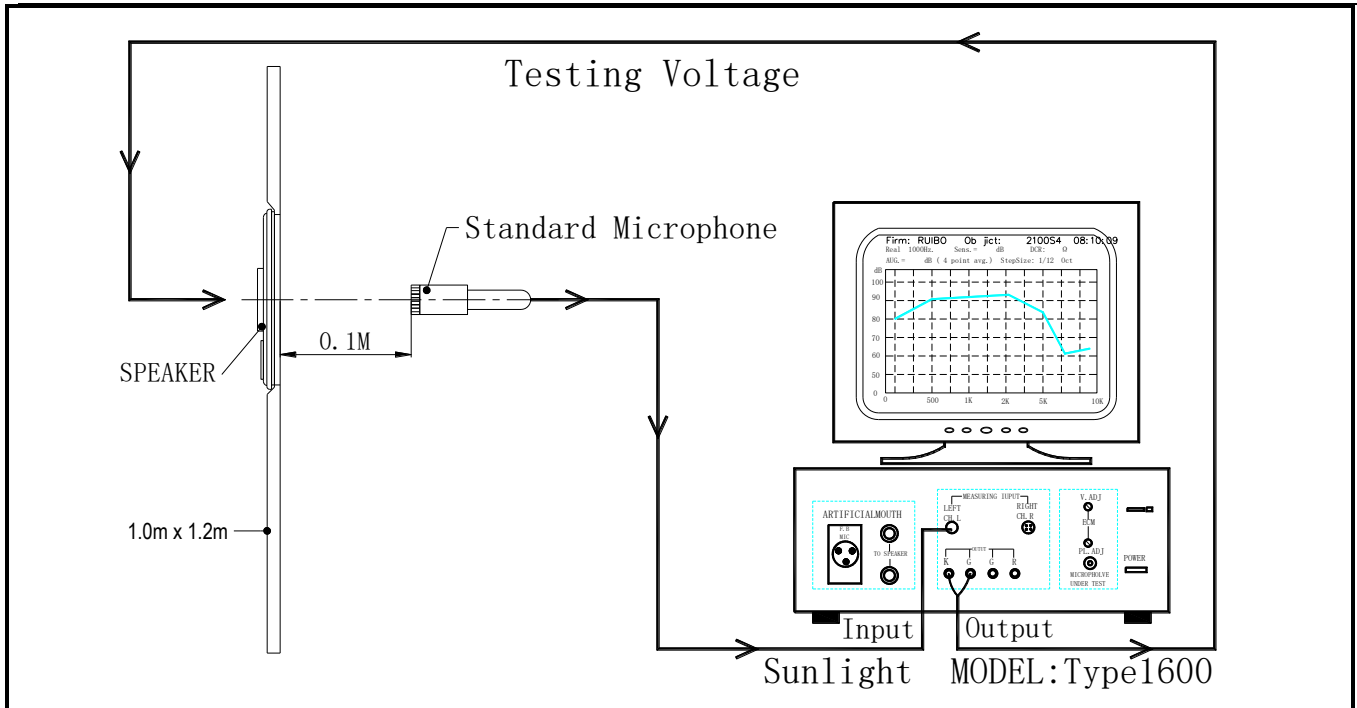 Testing Voltage
Standard Microphone
0.1M
SPEAKER
1.0m x 1.2m
Firm: RUIBO Ob jict: 2100S4 08:10:09
Real 1000Hz. Sens.= dB DCR: Ω
AUG.= dB ( 4 point avg.) StepSize: 1/12 Oct
dB
100
90
80
70
60
50
0
0 500 1K 2K 5K 10K
ARTIFICIALMOUTH
F.B
MIC
TO SPEAKER
MEASURING IUPUT
LEFT
CH.L
RIGHT
CH.R
OUTUT
K G G R
V.ADJ
ECM
PL.ADJ
MICROPHOLVE
UNDER TEST
POWER
Input
Output
Sunlight MODEL:Type1600